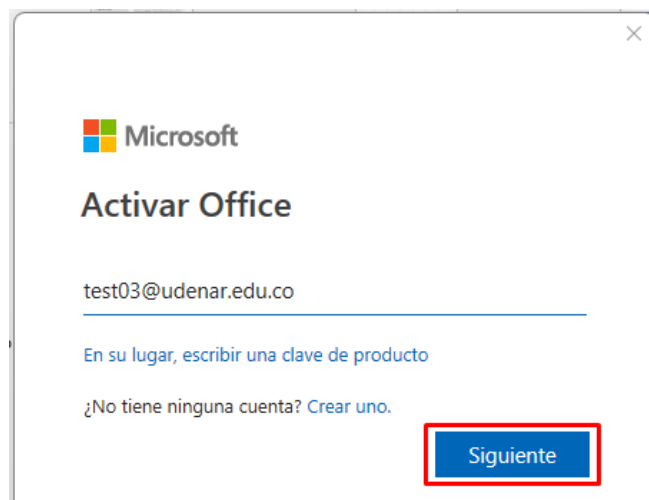 Microsoft
Activar Office
test03@udenar.edu.co
En su lugar, escribir una clave de producto
¿No tiene ninguna cuenta? Crear uno.
Siguiente